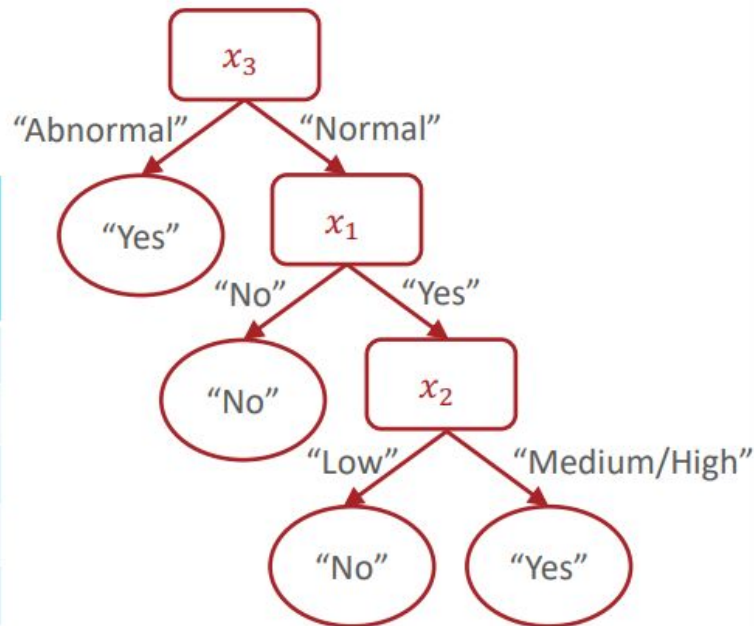 x₃
“Abnormal” “Normal”
“Yes”
x₁
“No” “Yes”
“No”
x₂
“Low” “Medium/High”
“No” “Yes”